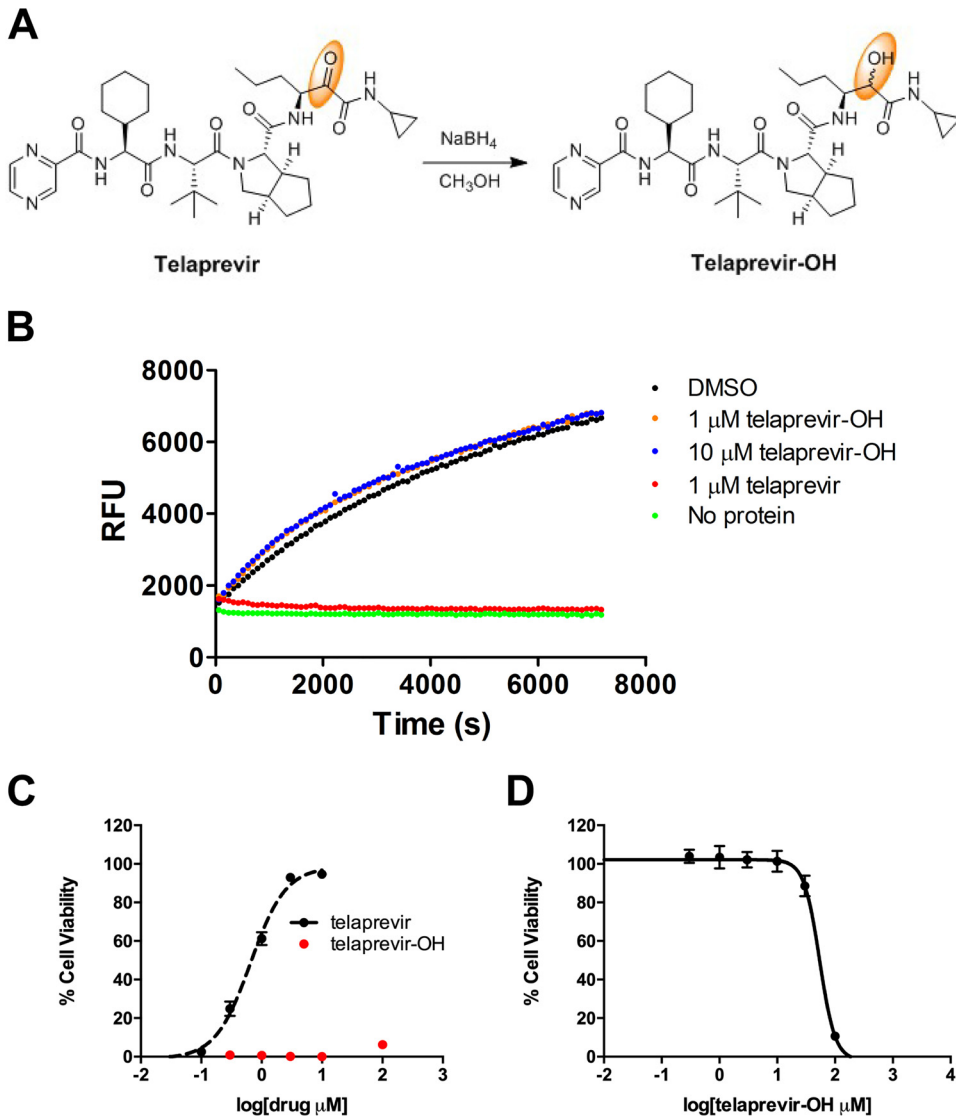 A
O
OH
H
N
O
H
N
O
N
H
O
NaBH4
CH3OH
Telaprevir
Telaprevir-OH
B
8000
6000
4000
2000
0
RFU
0 2000 4000 6000 8000
Time (s)
DMSO
1 μM telaprevir-OH
10 μM telaprevir-OH
1 μM telaprevir
No protein
C
120
100
80
60
40
20
0
% Cell Viability
-2 -1 0 1 2 3
log[drug μM]
telaprevir
telaprevir-OH
D
120
100
80
60
40
20
0
% Cell Viability
-2 -1 0 1 2 3 4
log[telaprevir-OH μM]